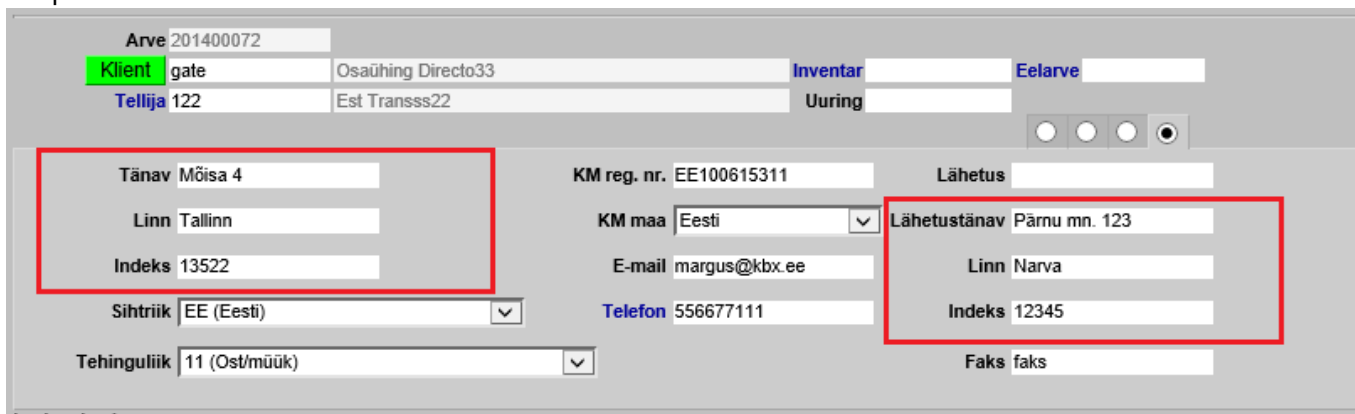 Arve 201400072
Klient gate Osaühing Directo33 Inventar Eelarve
Tellija 122 Est Transss22 Uuring
Tänav Mõisa 4 KM reg. nr. EE100615311 Lähetus
Linn Tallinn KM maa Eesti Lähetustänav Pärnu mn. 123
Indeks 13522 E-mail margus@kbx.ee Linn Narva
Sihtriik EE (Eesti) Telefon 556677111 Indeks 12345
Tehinguliik 11 (Ost/müük) Faks faks